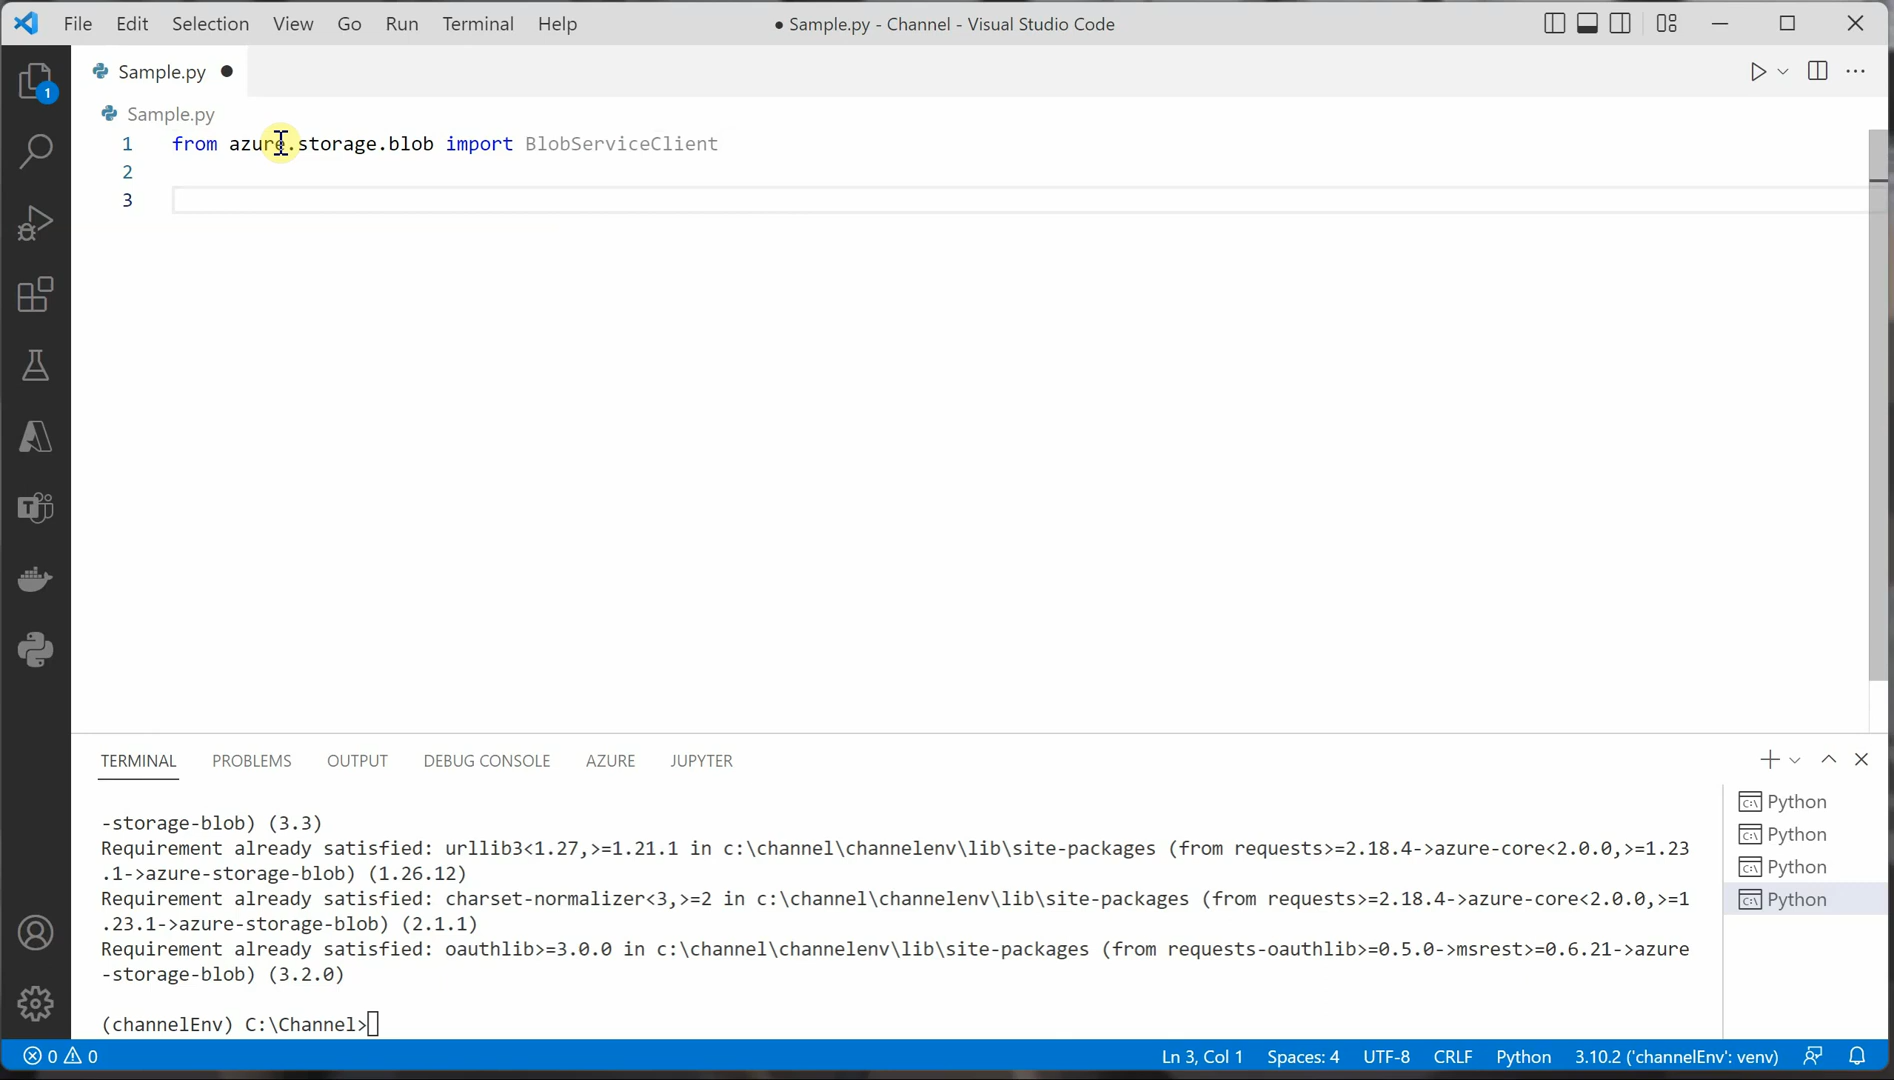 File Edit Selection View Go Run Terminal Help
● Sample.py - Channel - Visual Studio Code
Sample.py ●
1
Sample.py
1 from azure.storage.blob import BlobServiceClient
2
3
TERMINAL PROBLEMS OUTPUT DEBUG CONSOLE AZURE JUPYTER
-storage-blob) (3.3)
Requirement already satisfied: urllib3<1.27,>=1.21.1 in c:\channel\channelenv\lib\site-packages (from requests>=2.18.4->azure-core<2.0.0,>=1.23
.1->azure-storage-blob) (1.26.12)
Requirement already satisfied: charset-normalizer<3,>=2 in c:\channel\channelenv\lib\site-packages (from requests>=2.18.4->azure-core<2.0.0,>=1
.23.1->azure-storage-blob) (2.1.1)
Requirement already satisfied: oauthlib>=3.0.0 in c:\channel\channelenv\lib\site-packages (from requests-oauthlib>=0.5.0->msrest>=0.6.21->azure
-storage-blob) (3.2.0)
(channelEnv) C:\Channel>
Python
Python
Python
Python
0 0
Ln 3, Col 1 Spaces: 4 UTF-8 CRLF Python 3.10.2 ('channelEnv': venv)